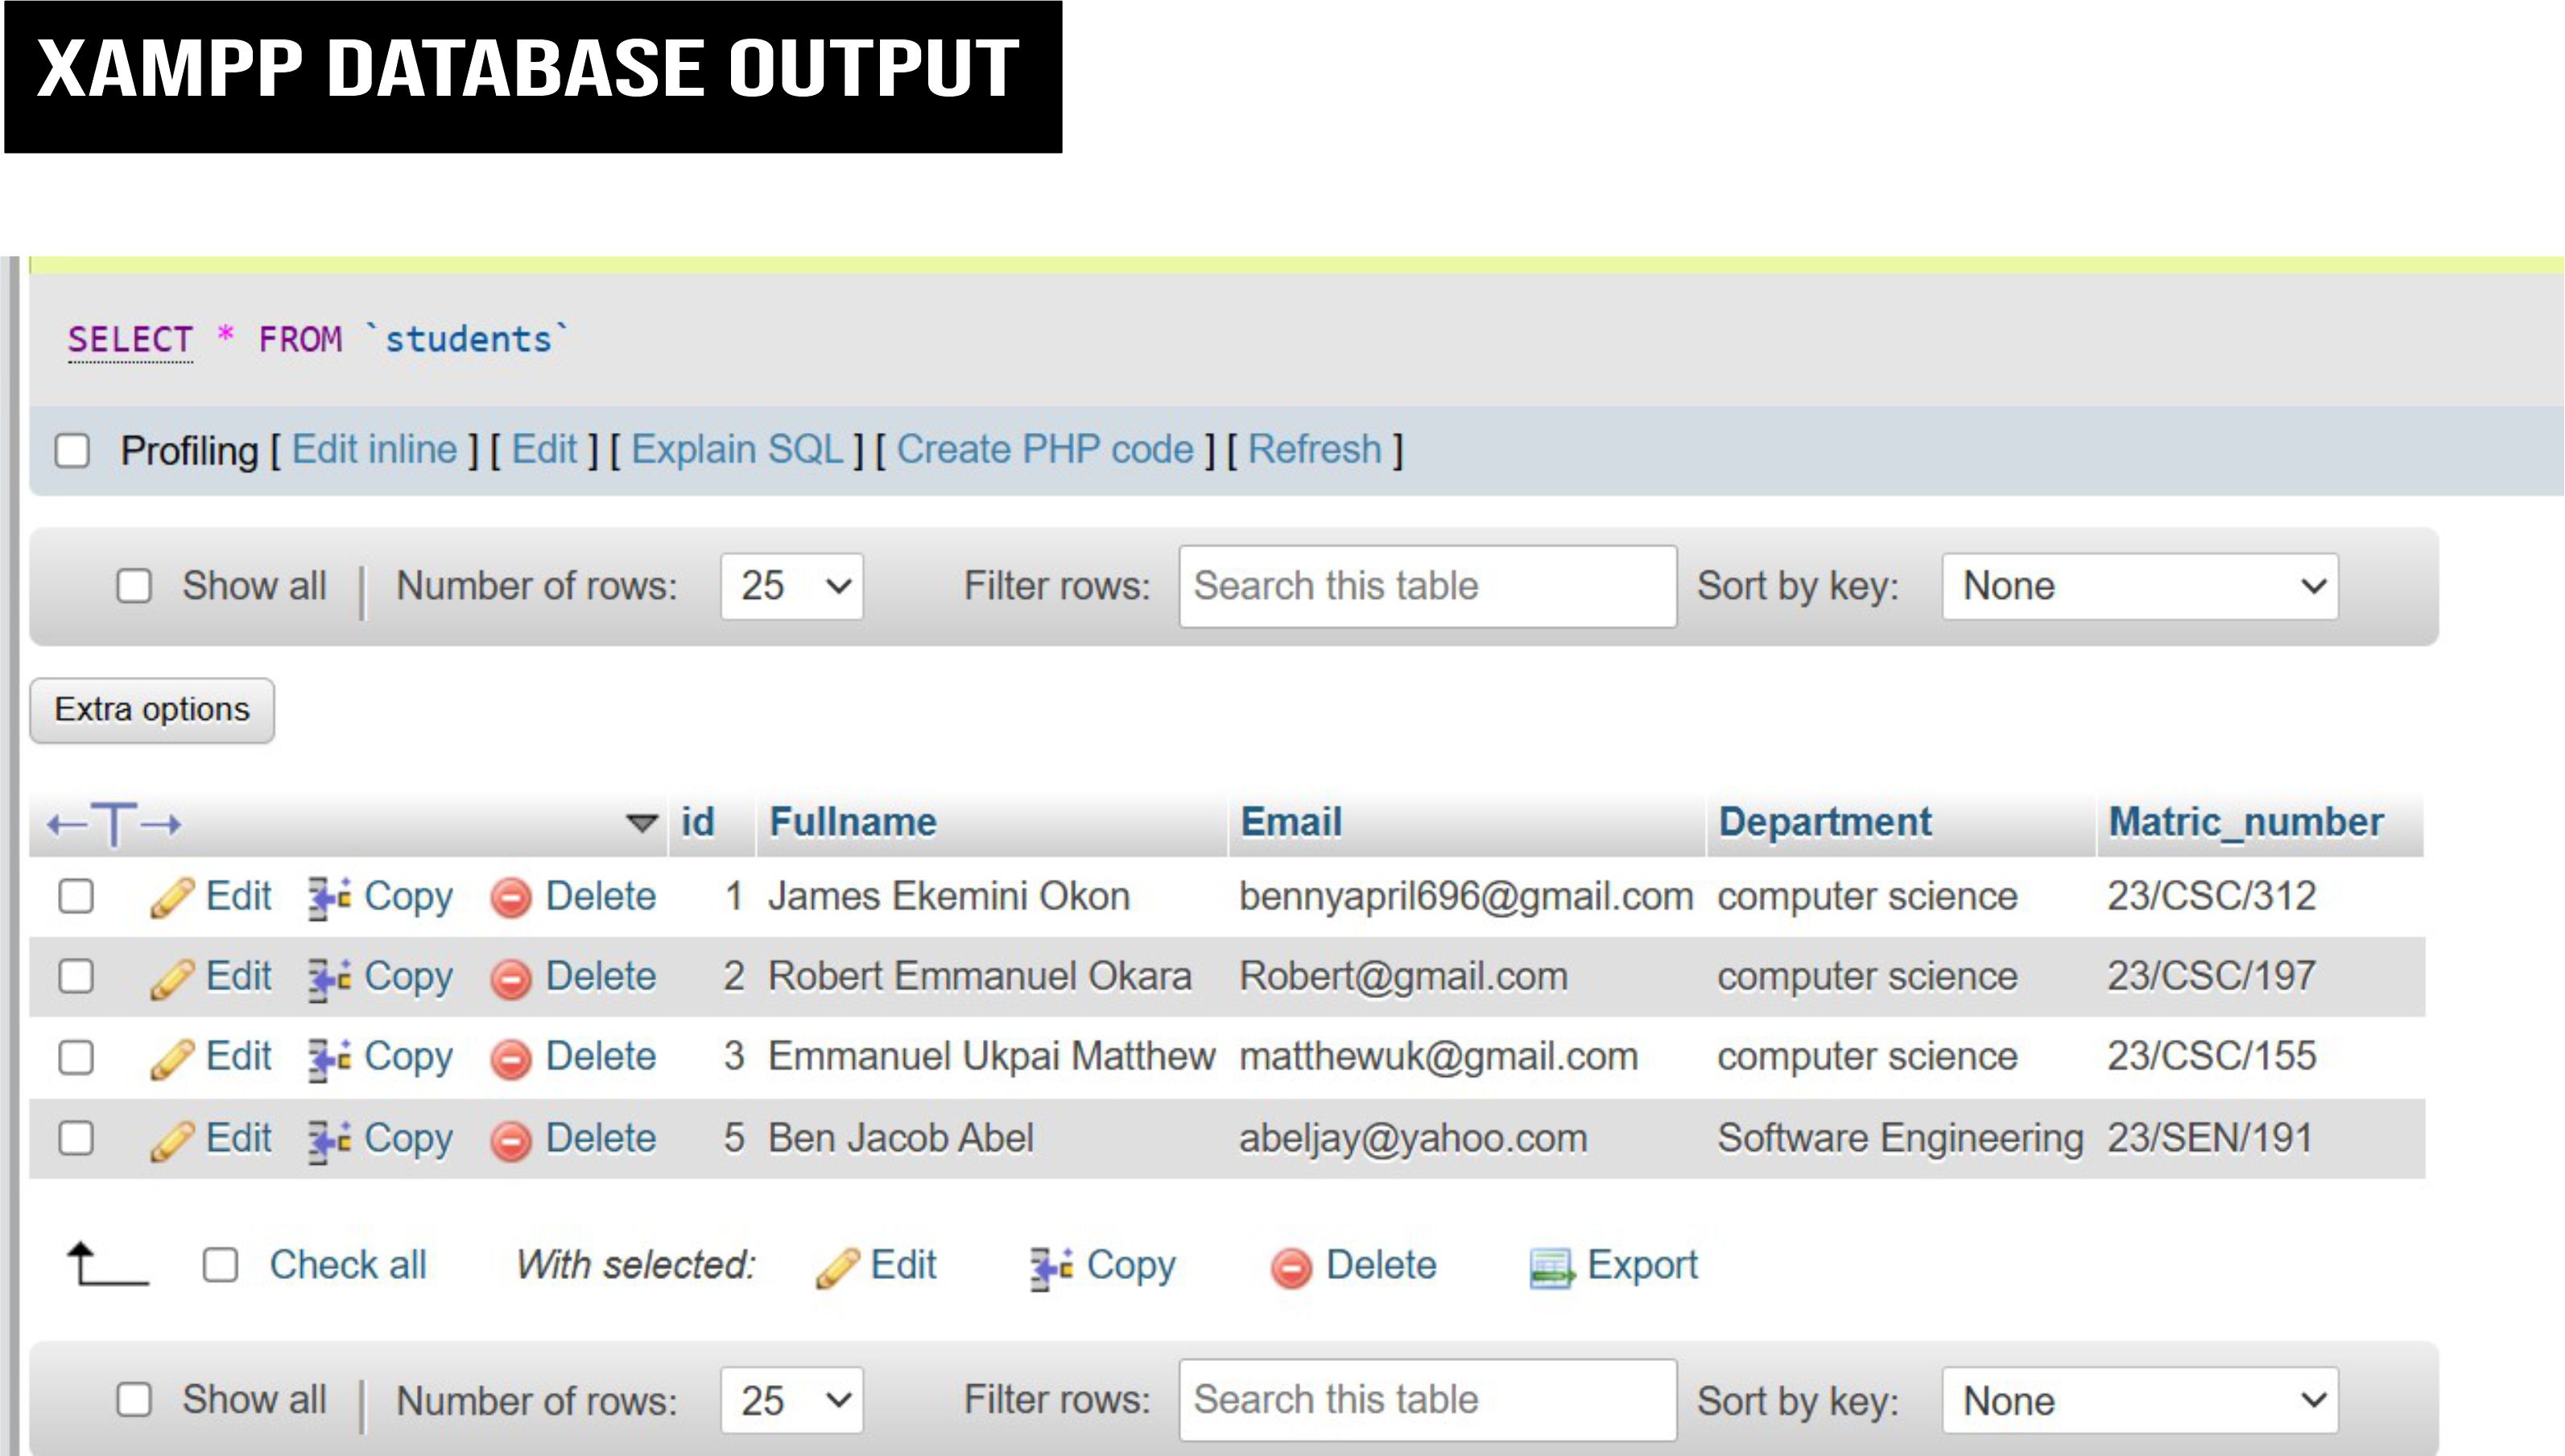 XAMPP DATABASE OUTPUT
SELECT * FROM `students`
Profiling [ Edit inline ] [ Edit ] [ Explain SQL ] [ Create PHP code ] [ Refresh ]
Show all | Number of rows: 25 Filter rows: Search this table Sort by key: None
Extra options
←T→ id Fullname Email Department Matric_number
Edit Copy Delete 1 James Ekemini Okon bennyapril696@gmail.com computer science 23/CSC/312
Edit Copy Delete 2 Robert Emmanuel Okara Robert@gmail.com computer science 23/CSC/197
Edit Copy Delete 3 Emmanuel Ukpai Matthew matthewuk@gmail.com computer science 23/CSC/155
Edit Copy Delete 5 Ben Jacob Abel abeljay@yahoo.com Software Engineering 23/SEN/191
Check all With selected: Edit Copy Delete Export
Show all | Number of rows: 25 Filter rows: Search this table Sort by key: None